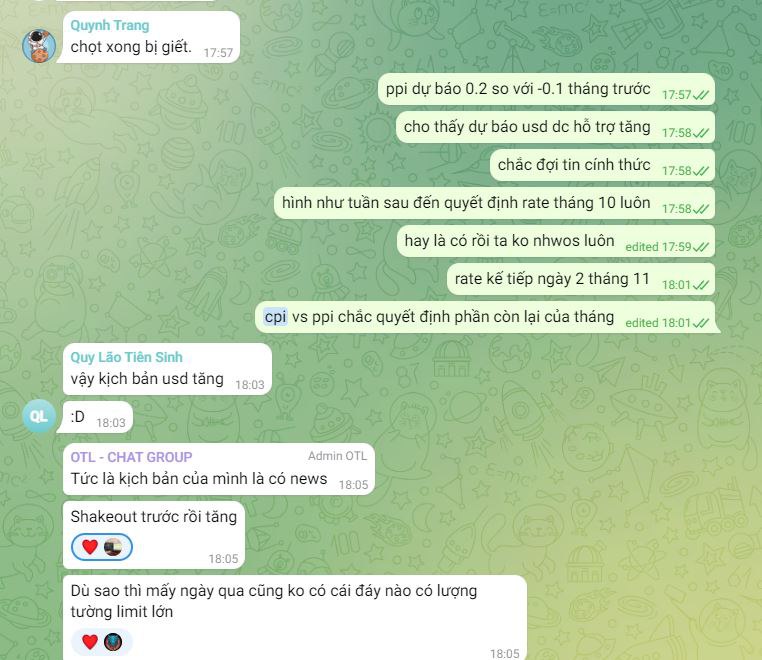 Quynh Trang
chọt xong bị giết. 17:57
ppi dự báo 0.2 so với -0.1 tháng trước 17:57
cho thấy dự báo usd dc hỗ trợ tăng 17:58
chắc đợi tin cính thức 17:58
hình như tuần sau đến quyết định rate tháng 10 luôn 17:58
hay là có rồi ta ko nhwos luôn edited 17:59
rate kế tiếp ngày 2 tháng 11 18:01
cpi vs ppi chắc quyết định phần còn lại của tháng edited 18:01
Quy Lão Tiên Sinh
vậy kịch bản usd tăng 18:03
QL
:D 18:03
OTL - CHAT GROUP Admin OTL
Tức là kịch bản của mình là có news 18:05
Shakeout trước rồi tăng
18:05
Dù sao thì mấy ngày qua cũng ko có cái đáy nào có lượng
tường limit lớn
18:05